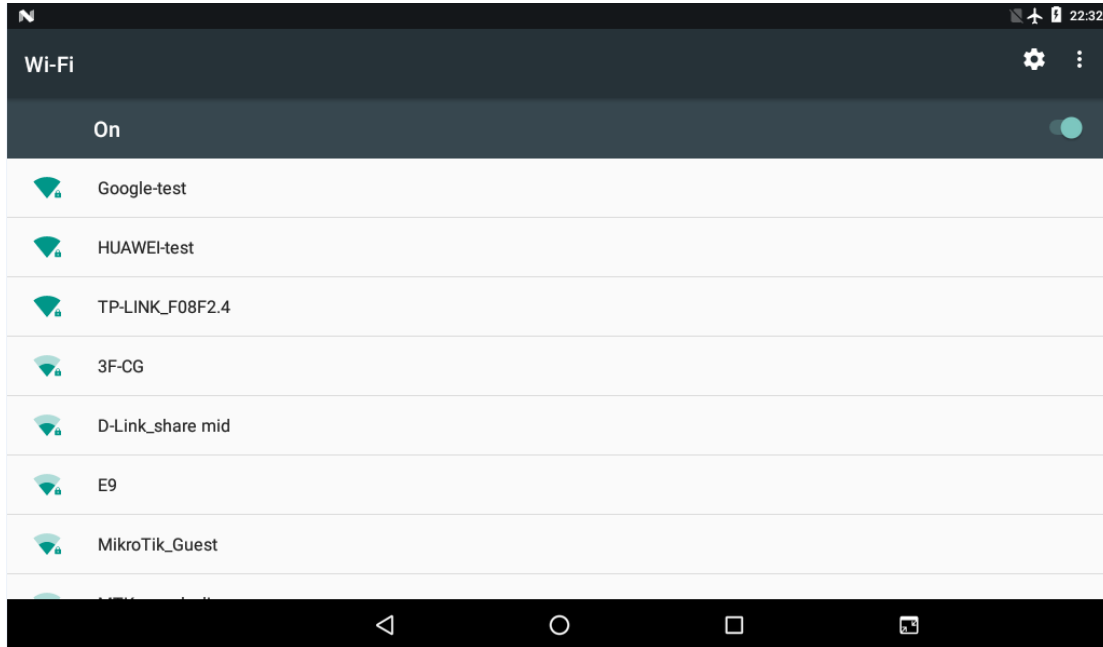 22:32
Wi-Fi
On
Google-test
HUAWEI-test
TP-LINK_F08F2.4
3F-CG
D-Link_share mid
E9
MikroTik_Guest